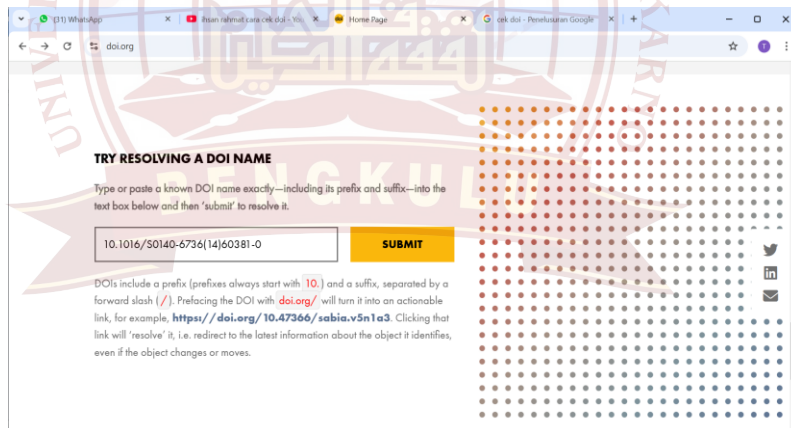 (31) WhatsApp
ihsan rahmat cara cek doi - You
Home Page
cek doi - Penelusuran Google
doi.org
T
TRY RESOLVING A DOI NAME
Type or paste a known DOI name exactly—including its prefix and suffix—into the
text box below and then ‘submit’ to resolve it.
10.1016/S0140-6736(14)60381-0
SUBMIT
DOIs include a prefix (prefixes always start with 10.) and a suffix, separated by a
forward slash (/). Prefacing the DOI with doi.org/ will turn it into an actionable
link, for example, https://doi.org/10.47366/sabia.v5n1a3. Clicking that
link will ‘resolve’ it, i.e. redirect to the latest information about the object it identifies,
even if the object changes or moves.
BENGKULU